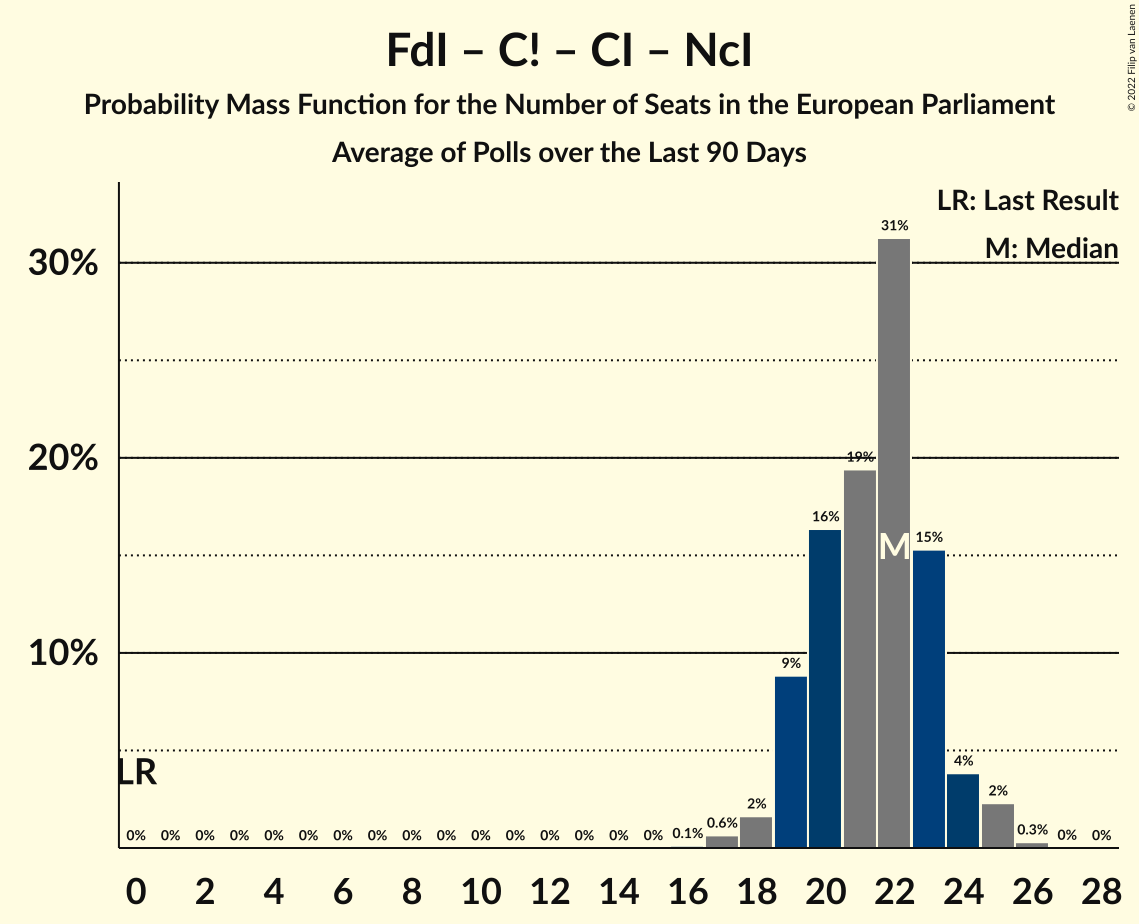 FdI – C! – CI – NcI
Probability Mass Function for the Number of Seats in the European Parliament
Average of Polls over the Last 90 Days
© 2022 Filip van Laenen
LR: Last Result
M: Median
30%
20%
10%
31%
19%
16%
M
15%
9%
4%
LR
2%
2%
0% 0% 0% 0% 0% 0% 0% 0% 0% 0% 0% 0% 0% 0% 0% 0% 0.1% 0.6% 0.3% 0% 0%
0 2 4 6 8 10 12 14 16 18 20 22 24 26 28